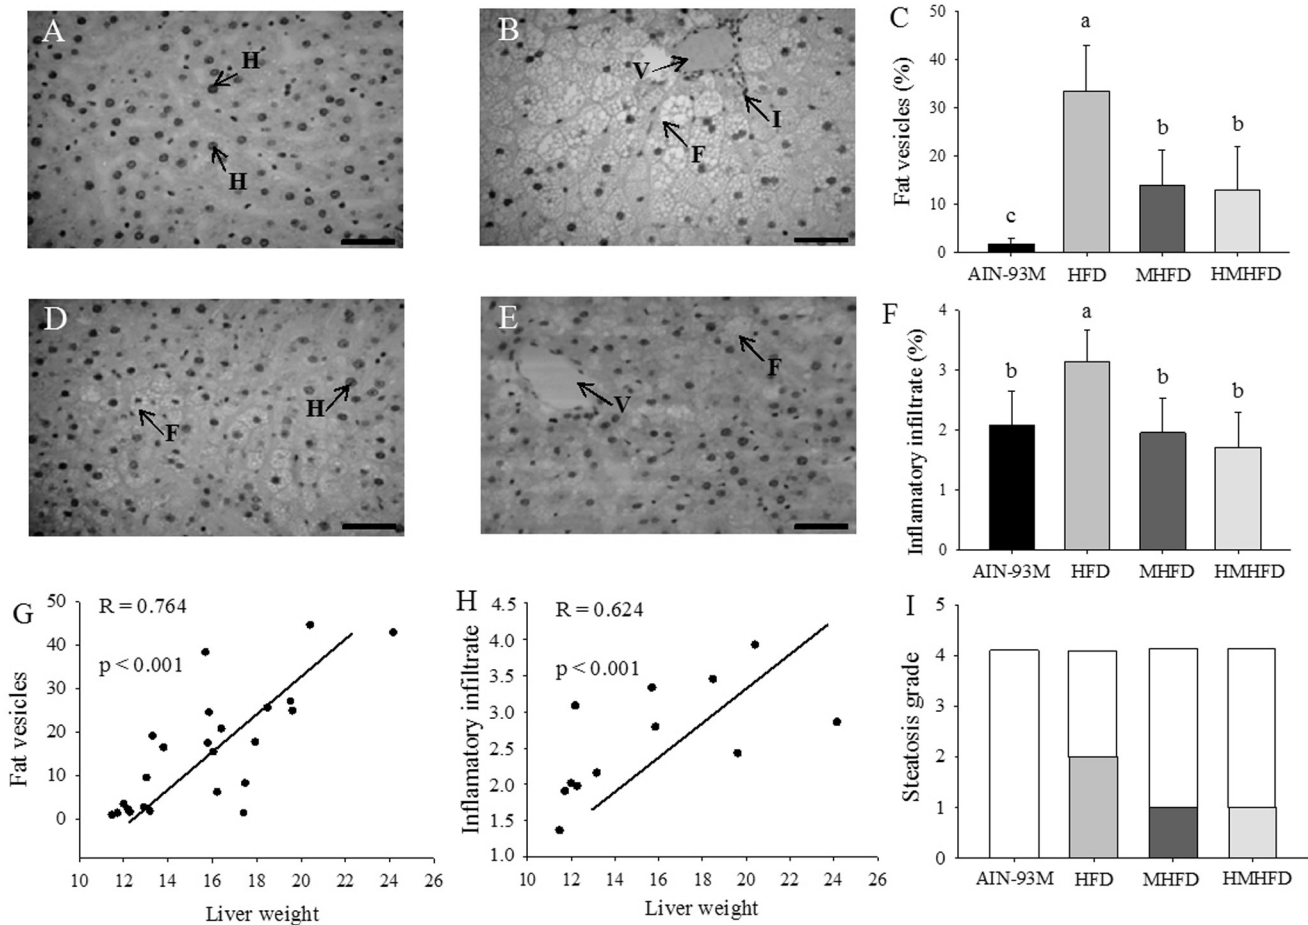 A
H
H
B
V
I
F
C
Fat vesicles (%)
50
40
30
20
10
0
c
a
b
b
AIN-93M HFD MHFD HMHFD
D
F
H
E
F
V
F
Inflamatory infiltrate (%)
4
3
2
1
0
b
a
b
b
AIN-93M HFD MHFD HMHFD
G
R = 0.764
p < 0.001
Fat vesicles
50
40
30
20
10
0
10 12 14 16 18 20 22 24 26
Liver weight
H
R = 0.624
p < 0.001
Inflamatory infiltrate
4.5
4.0
3.5
3.0
2.5
2.0
1.5
1.0
10 12 14 16 18 20 22 24 26
Liver weight
I
Steatosis grade
5
4
3
2
1
0
AIN-93M HFD MHFD HMHFD